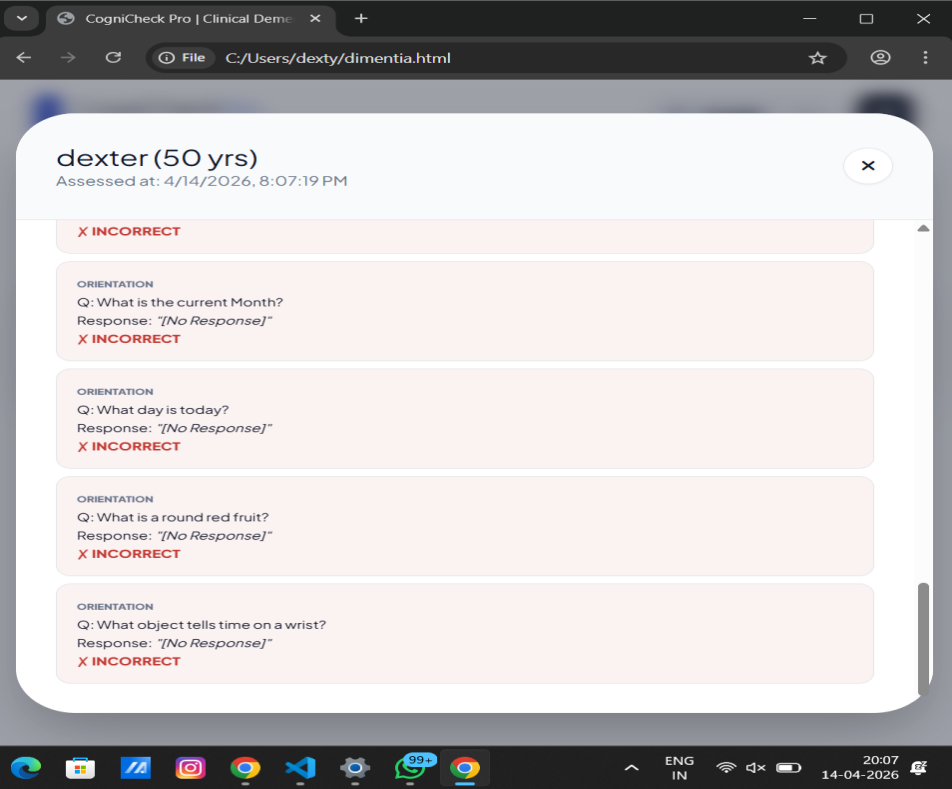 CogniCheck Pro | Clinical Deme
File
C:/Users/dexty/dimentia.html
dexter (50 yrs)
Assessed at: 4/14/2026, 8:07:19 PM
✗ INCORRECT
ORIENTATION
Q: What is the current Month?
Response: "[No Response]"
✗ INCORRECT
ORIENTATION
Q: What day is today?
Response: "[No Response]"
✗ INCORRECT
ORIENTATION
Q: What is a round red fruit?
Response: "[No Response]"
✗ INCORRECT
ORIENTATION
Q: What object tells time on a wrist?
Response: "[No Response]"
✗ INCORRECT
99+
ENG
IN
20:07
14-04-2026